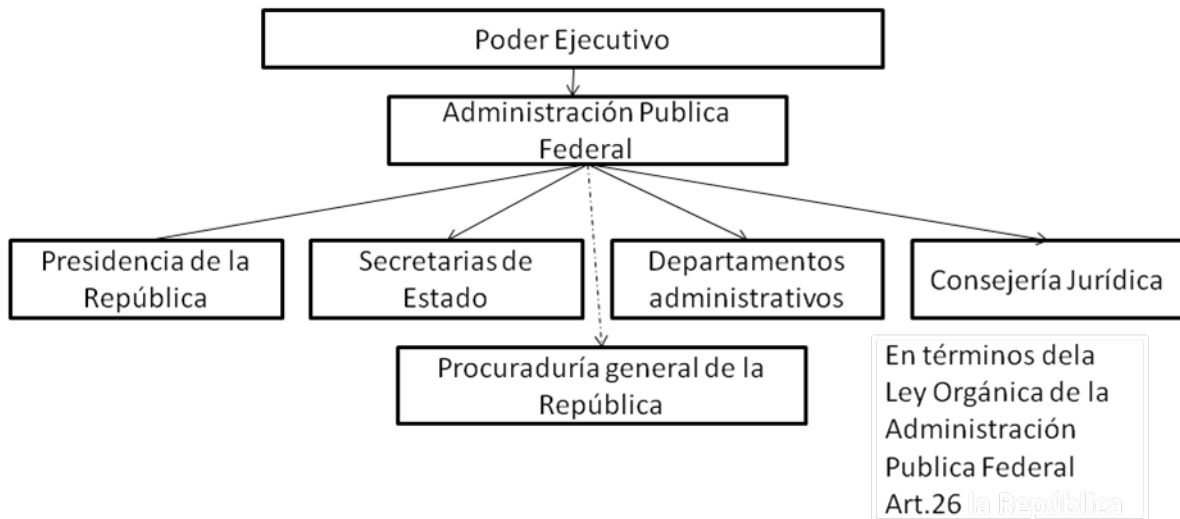 Poder Ejecutivo
Administración Publica
Federal
Presidencia de la
República
Secretarias de
Estado
Departamentos
administrativos
Consejería Jurídica
Procuraduría general de la
República
En términos dela
Ley Orgánica de la
Administración
Publica Federal
Art.26 la República